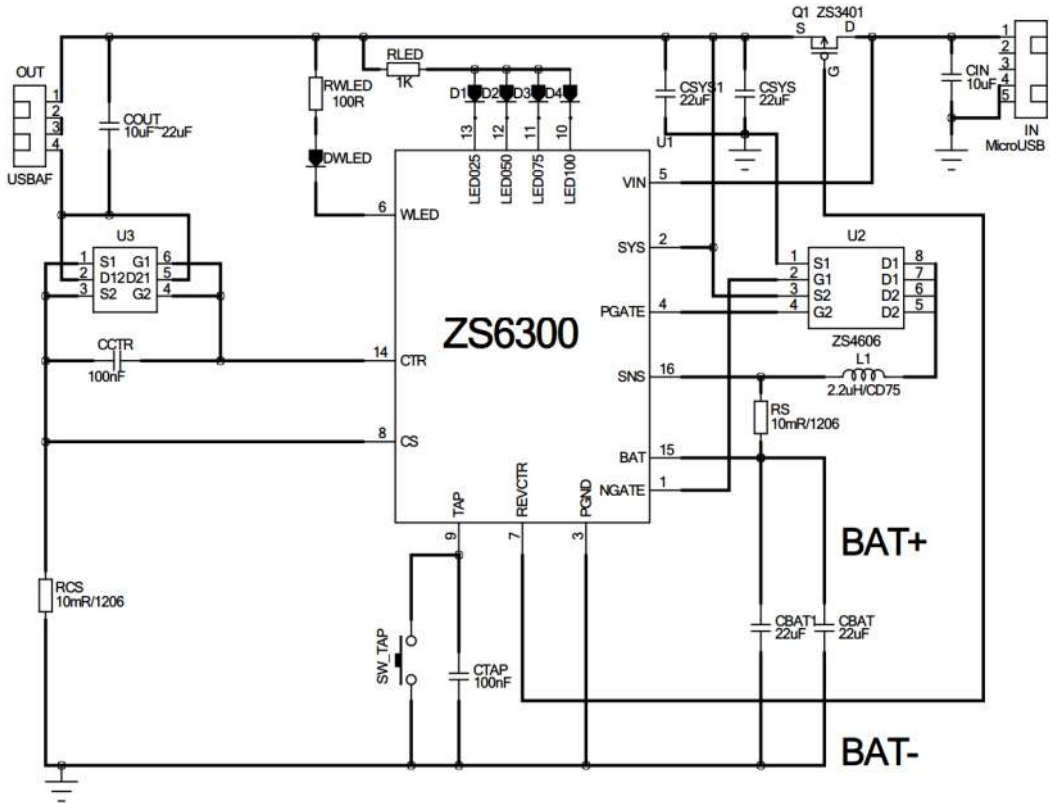 Q1 ZS3401
S D
G
OUT
1
2
3
4
USBAF
COUT
10uF~22uF
RWLED
100R
DWLED
RLED
1K
D1 D2 D3 D4
13 12 11 10
LED025 LED050 LED075 LED100
CSYS1
22uF
CSYS
22uF
CIN
10uF
1
2
3
4
5
IN
MicroUSB
U1
VIN 5
6 WLED
SYS 2
PGATE 4
ZS6300
14 CTR
SNS 16
8 CS
BAT 15
NGATE 1
TAP REVCTR PGND
9 7 3
U3
1 S1 G1 6
2 D12 D21 5
3 S2 G2 4
CCTR
100nF
U2
1 S1 D1 8
2 G1 D1 7
3 S2 D2 6
4 G2 D2 5
ZS4606
L1
2.2uH/CD75
RS
10mR/1206
BAT+
RCS
10mR/1206
SW_TAP
CTAP
100nF
CBAT1
22uF
CBAT
22uF
BAT-